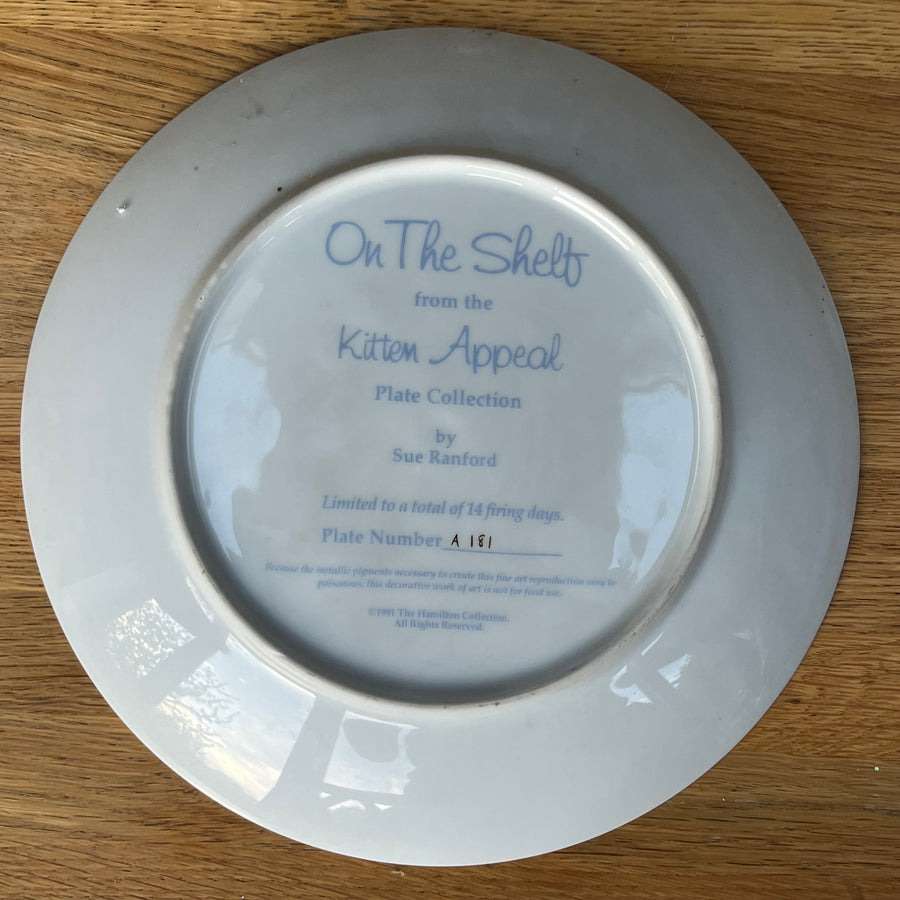 On The Shelf
from the
Kitten Appeal
Plate Collection
by
Sue Ranford
Limited to a total of 14 firing days.
Plate Number A 181
Because the metallic pigments necessary to create this fine art reproduction may be
poisonous, this decorative work of art is not for food use.
©1991 The Hamilton Collection.
All Rights Reserved.